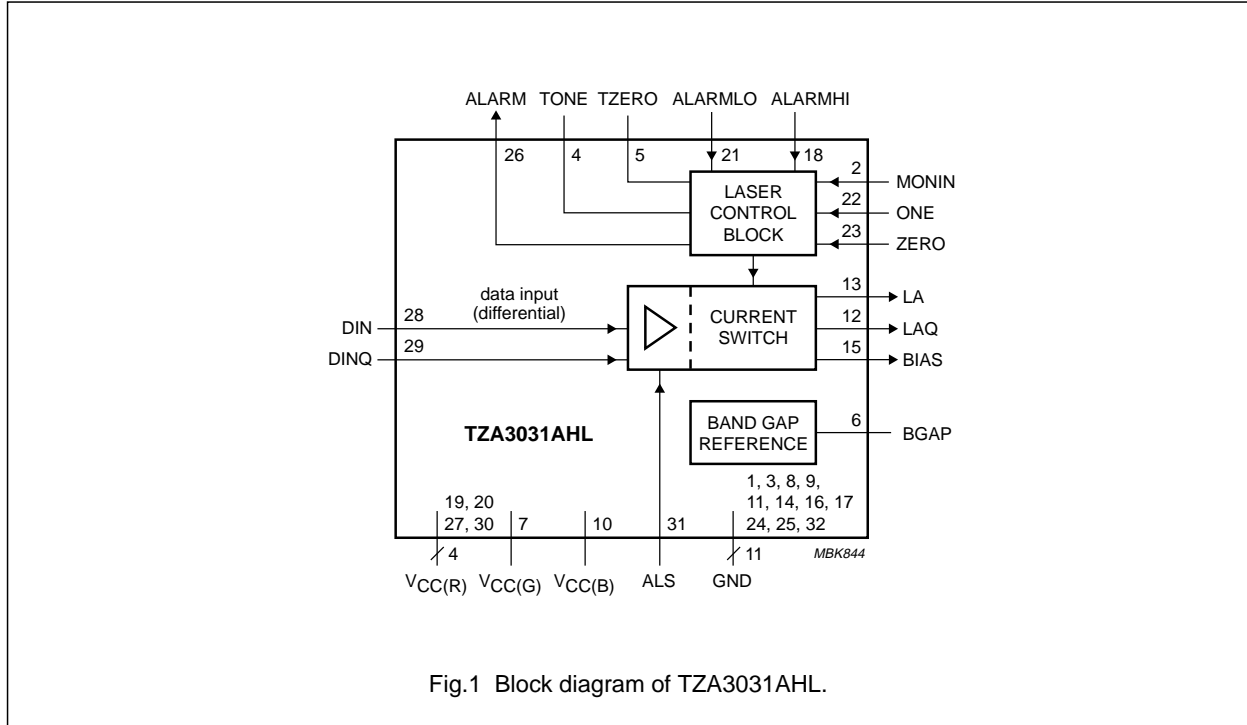 ALARM TONE TZERO ALARMLO ALARMHI
26 4 5 21 18
2 MONIN
LASER
CONTROL
BLOCK
22 ONE
23 ZERO
data input
(differential)
DIN 28
DINQ 29
CURRENT
SWITCH
13 LA
12 LAQ
15 BIAS
TZA3031AHL
BAND GAP
REFERENCE
6 BGAP
19, 20
27, 30
7
10
31
1, 3, 8, 9,
11, 14, 16, 17
24, 25, 32
4
11
MBK844
VCC(R) VCC(G) VCC(B) ALS GND
Fig.1 Block diagram of TZA3031AHL.